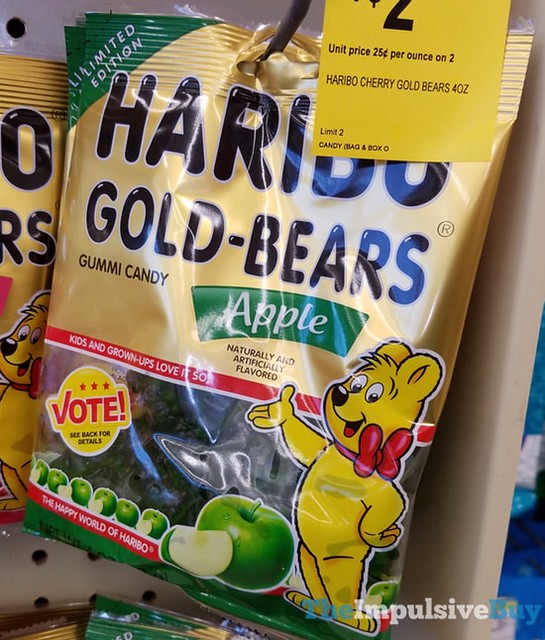 2
Unit price 25¢ per ounce on 2
HARIBO CHERRY GOLD BEARS 4OZ
Limit 2
CANDY (BAG & BOX O
LIMITED
EDITION
HARIBO
GOLD-BEARS®
GUMMI CANDY
Apple
NATURALLY AND
ARTIFICIALLY
FLAVORED
KIDS AND GROWN-UPS LOVE IT SO
VOTE!
SEE BACK FOR
DETAILS
THE HAPPY WORLD OF HARIBO®
O
RS
LIMITED
TheImpulsiveBuy